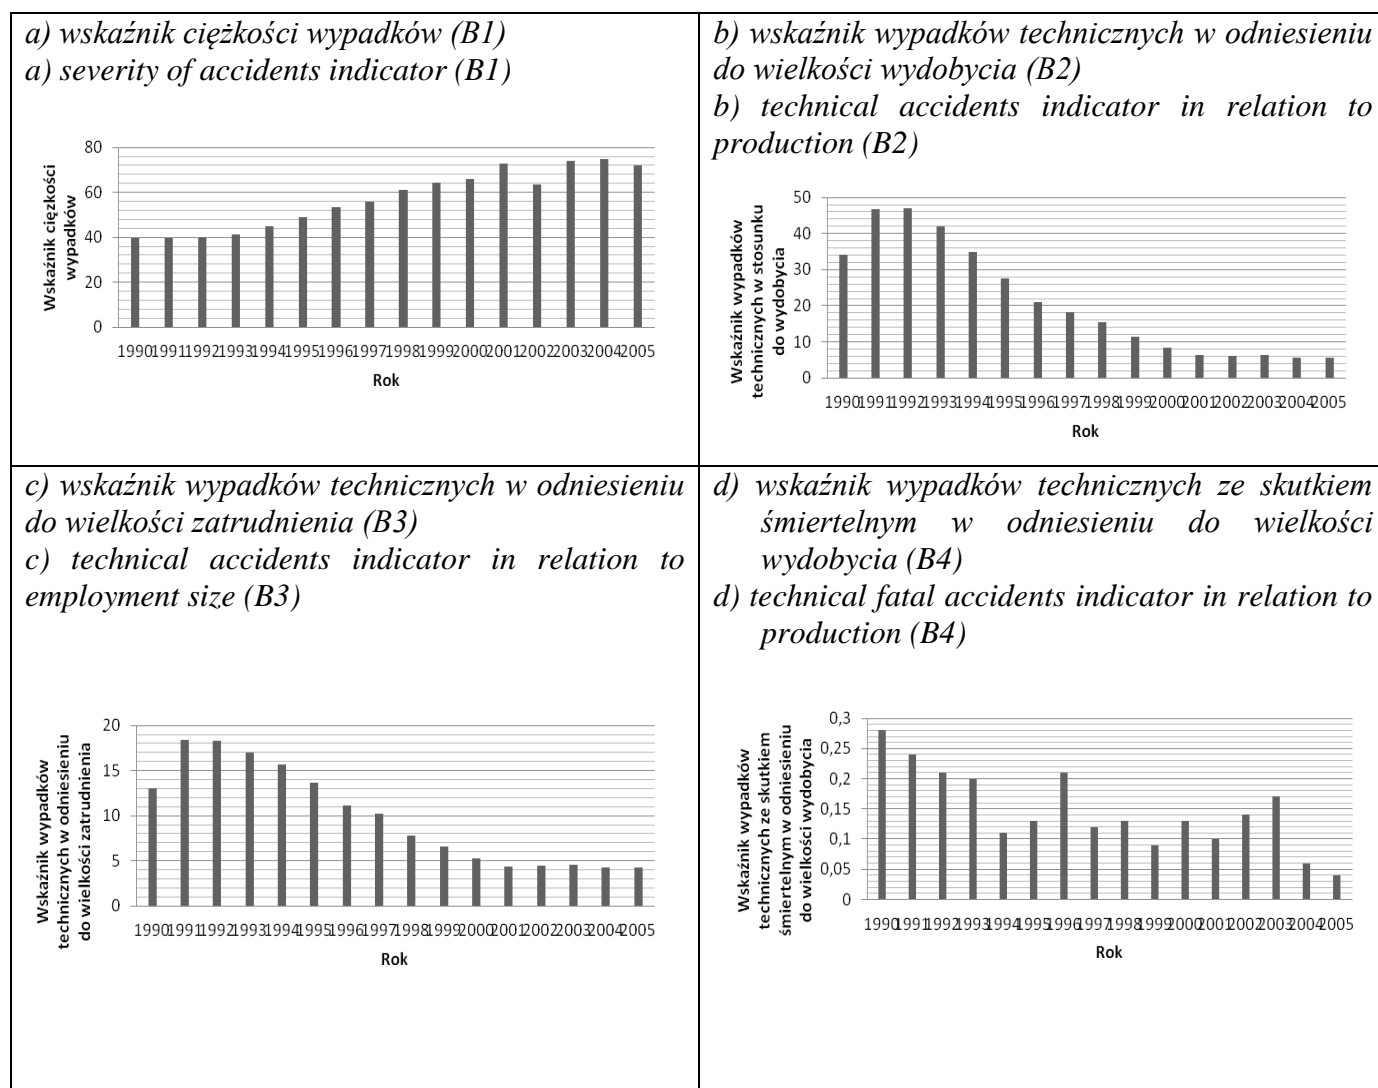 a) wskaźnik ciężkości wypadków (B1)
a) severity of accidents indicator (B1)
Wskaźnik ciężkości
wypadków
80
60
40
20
0
1990 1991 1992 1993 1994 1995 1996 1997 1998 1999 2000 2001 2002 2003 2004 2005
Rok
b) wskaźnik wypadków technicznych w odniesieniu
do wielkości wydobycia (B2)
b) technical accidents indicator in relation to
production (B2)
Wskaźnik wypadków
technicznych w stosunku
do wydobycia
50
40
30
20
10
0
1990 1991 1992 1993 1994 1995 1996 1997 1998 1999 2000 2001 2002 2003 2004 2005
Rok
c) wskaźnik wypadków technicznych w odniesieniu
do wielkości zatrudnienia (B3)
c) technical accidents indicator in relation to
employment size (B3)
Wskaźnik wypadków
technicznych w odniesieniu
do wielkości zatrudnienia
20
15
10
5
0
1990 1991 1992 1993 1994 1995 1996 1997 1998 1999 2000 2001 2002 2003 2004 2005
Rok
d) wskaźnik wypadków technicznych ze skutkiem
śmiertelnym w odniesieniu do wielkości
wydobycia (B4)
d) technical fatal accidents indicator in relation to
production (B4)
Wskaźnik wypadków
technicznych ze skutkiem
śmiertelnym w odniesieniu
do wielkości wydobycia
0,3
0,25
0,2
0,15
0,1
0,05
0
1990 1991 1992 1993 1994 1995 1996 1997 1998 1999 2000 2001 2002 2003 2004 2005
Rok